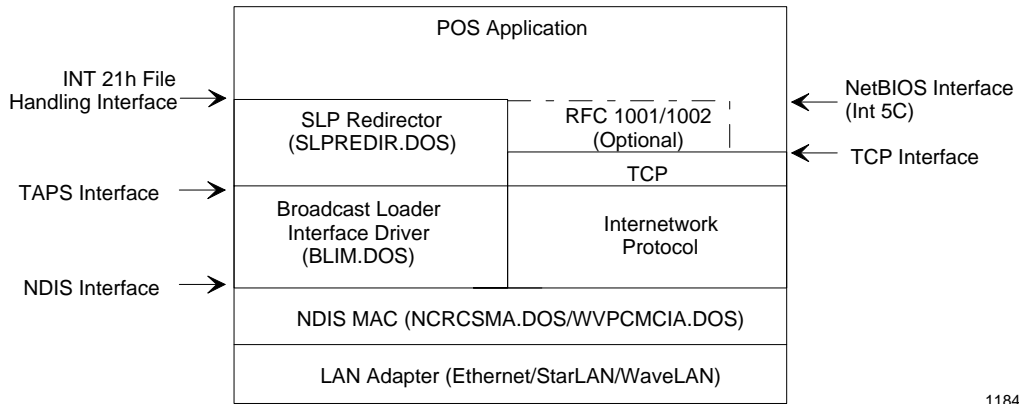 POS Application
INT 21h File
Handling Interface
NetBIOS Interface
(Int 5C)
SLP Redirector
(SLPREDIR.DOS)
RFC 1001/1002
(Optional)
TCP Interface
TCP
TAPS Interface
Broadcast Loader
Interface Driver
(BLIM.DOS)
Internetwork
Protocol
NDIS Interface
NDIS MAC (NCRCSMA.DOS/WVPCMCIA.DOS)
LAN Adapter (Ethernet/StarLAN/WaveLAN)
1184